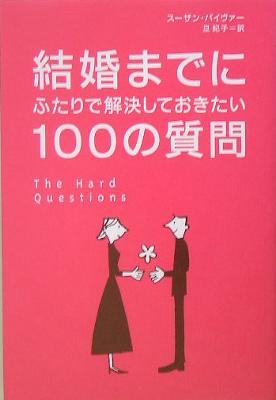 スーザン・パイヴァー
旦 紀子=訳
結婚までに
ふたりで解決しておきたい
100の質問
The Hard
Questions